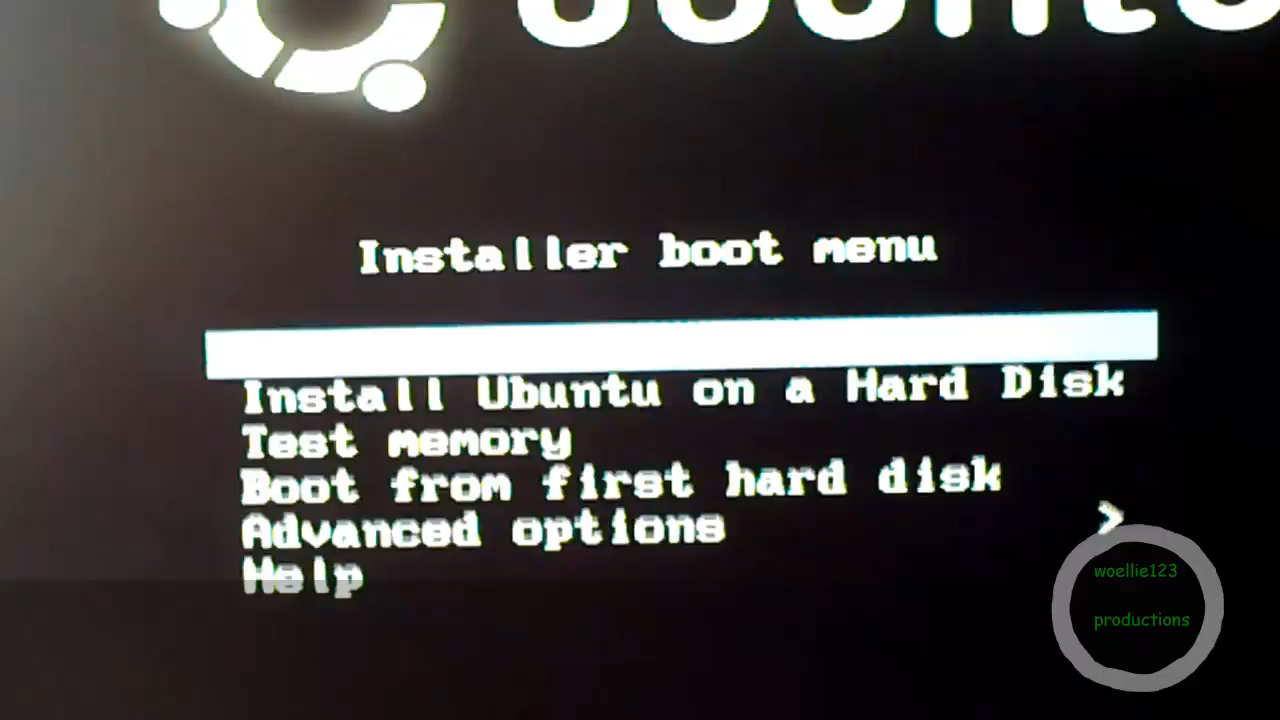 Installer boot menu
Install Ubuntu on a Hard Disk
Test memory
Boot from first hard disk
Advanced options >
Help
woellie123
productions